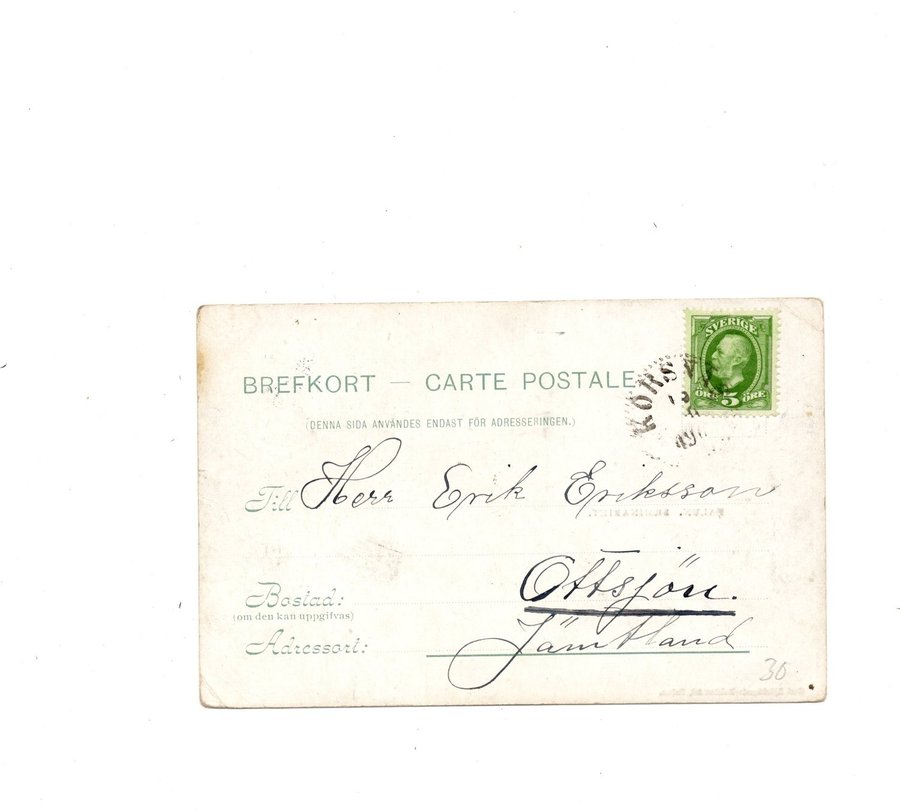 SVERIGE
ÖRE 5 ÖRE
BREFKORT — CARTE POSTALE
(DENNA SIDA ANVÄNDES ENDAST FÖR ADRESSERINGEN.)
Till Herr Erik Eriksson
Ottsjön.
Bostad:
(om den kan uppgifvas)
Jämtland
Adressort:
30